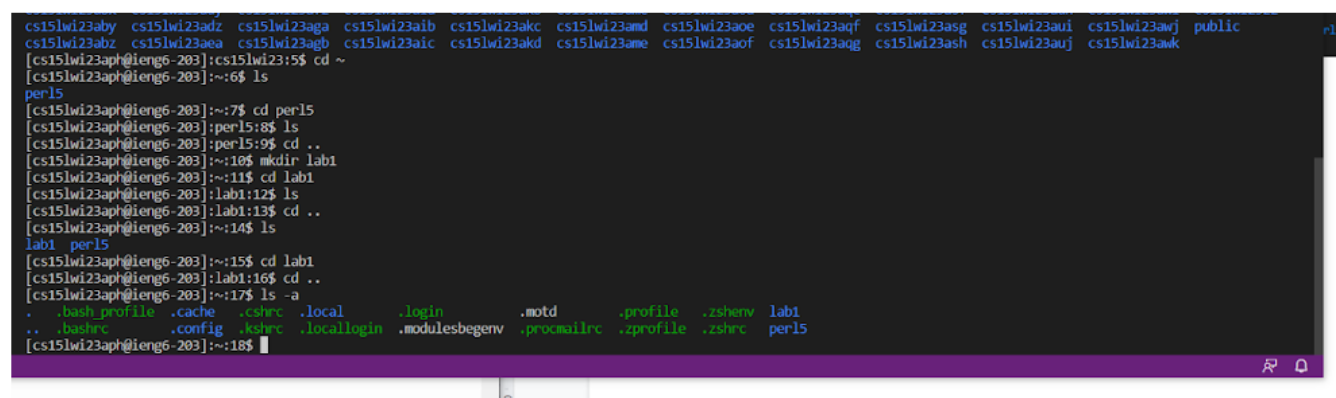 cs15lwi23aby cs15lwi23adz cs15lwi23aga cs15lwi23aib cs15lwi23akc cs15lwi23amd cs15lwi23aoe cs15lwi23aqf cs15lwi23asg cs15lwi23aui cs15lwi23awj public
cs15lwi23abz cs15lwi23aea cs15lwi23agb cs15lwi23aic cs15lwi23akd cs15lwi23ame cs15lwi23aof cs15lwi23aqg cs15lwi23ash cs15lwi23auj cs15lwi23awk
[cs15lwi23aph@ieng6-203]:cs15lwi23:5$ cd ~
[cs15lwi23aph@ieng6-203]:~:6$ ls
perl5
[cs15lwi23aph@ieng6-203]:~:7$ cd perl5
[cs15lwi23aph@ieng6-203]:perl5:8$ ls
[cs15lwi23aph@ieng6-203]:perl5:9$ cd ..
[cs15lwi23aph@ieng6-203]:~:10$ mkdir lab1
[cs15lwi23aph@ieng6-203]:~:11$ cd lab1
[cs15lwi23aph@ieng6-203]:lab1:12$ ls
[cs15lwi23aph@ieng6-203]:lab1:13$ cd ..
[cs15lwi23aph@ieng6-203]:~:14$ ls
lab1 perl5
[cs15lwi23aph@ieng6-203]:~:15$ cd lab1
[cs15lwi23aph@ieng6-203]:lab1:16$ cd ..
[cs15lwi23aph@ieng6-203]:~:17$ ls -a
. .bash_profile .cache .cshrc .local .login .motd .profile .zshenv lab1
.. .bashrc .config .kshrc .locallogin .modulesbegenv .procmailrc .zprofile .zshrc perl5
[cs15lwi23aph@ieng6-203]:~:18$